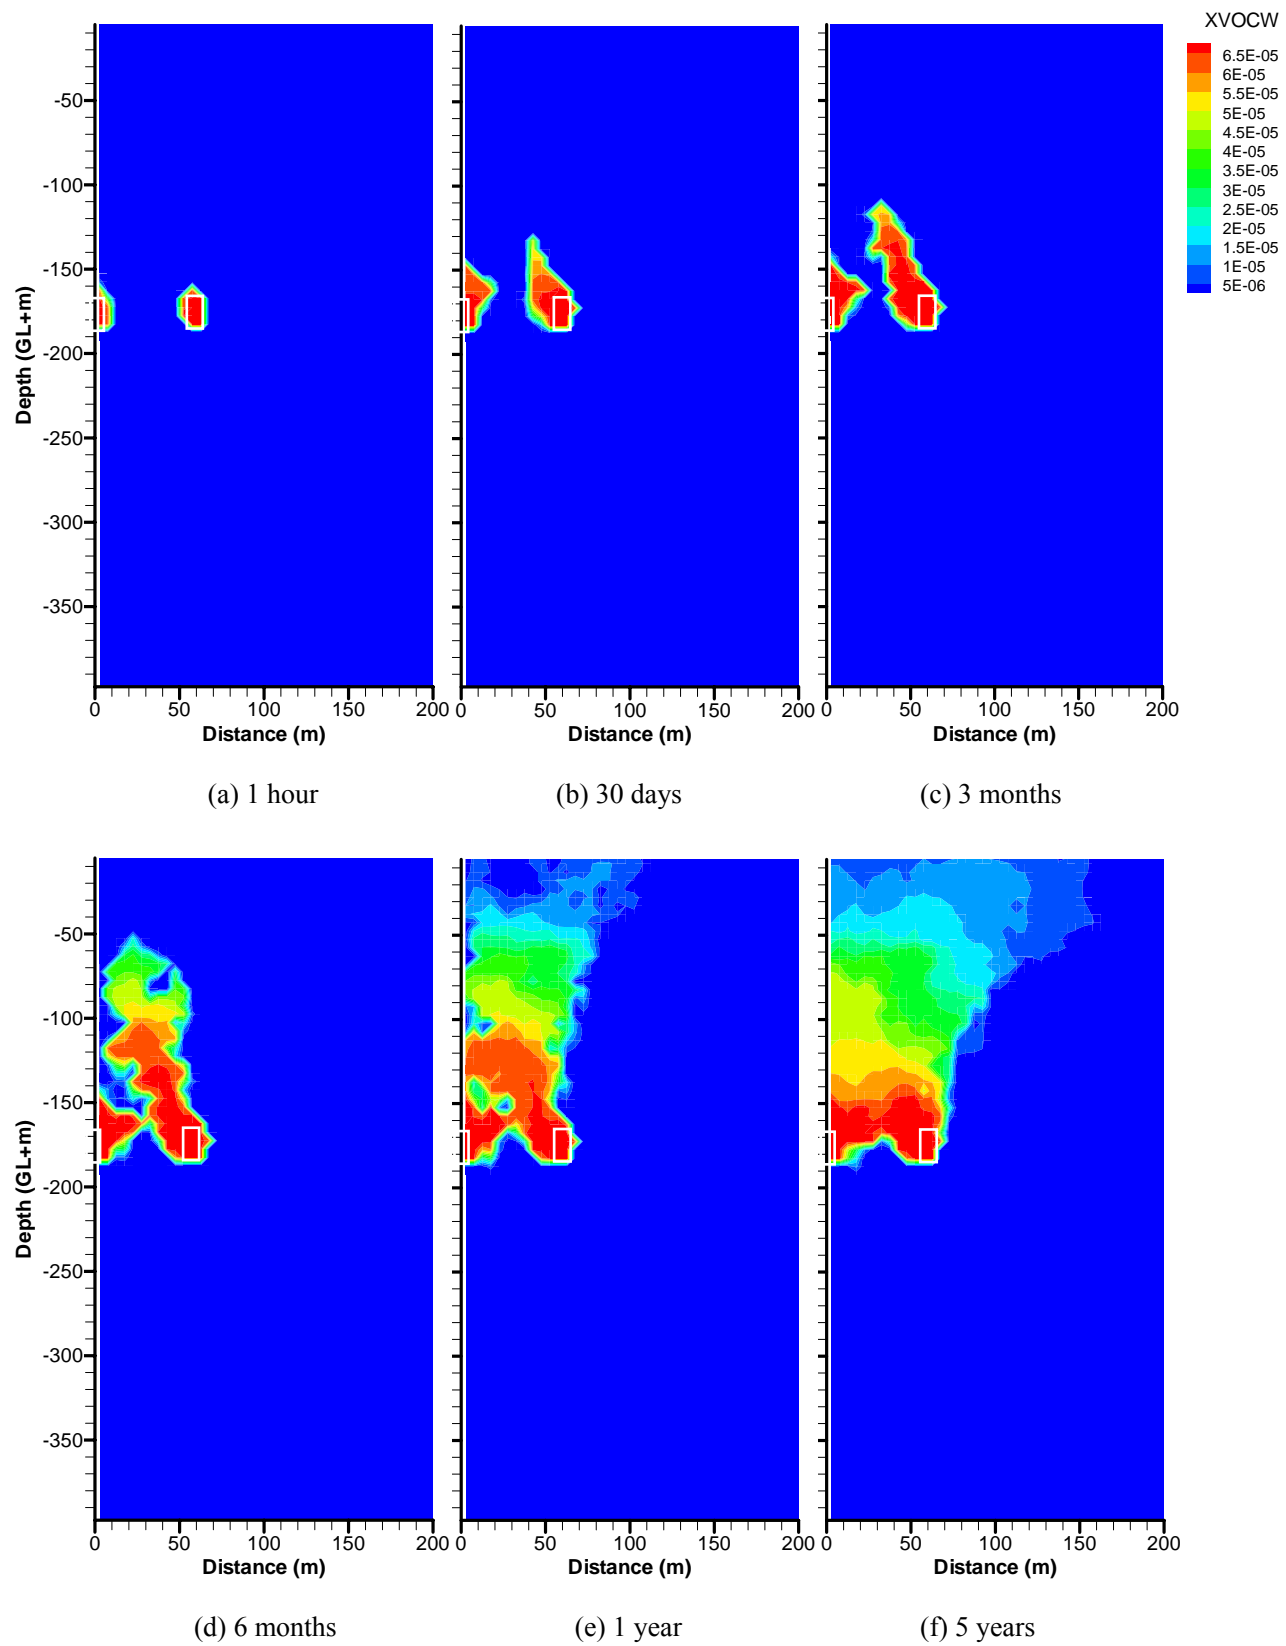 XVOCW
6.5E-05
6E-05
5.5E-05
5E-05
4.5E-05
4E-05
3.5E-05
3E-05
2.5E-05
2E-05
1.5E-05
1E-05
5E-06
Depth (GL+m)
-50
-100
-150
-200
-250
-300
-350
0 50 100 150 200
0 50 100 150 200
0 50 100 150 200
Distance (m) Distance (m) Distance (m)
(a) 1 hour (b) 30 days (c) 3 months
Depth (GL+m)
-50
-100
-150
-200
-250
-300
-350
0 50 100 150 200
0 50 100 150 200
0 50 100 150 200
Distance (m) Distance (m) Distance (m)
(d) 6 months (e) 1 year (f) 5 years